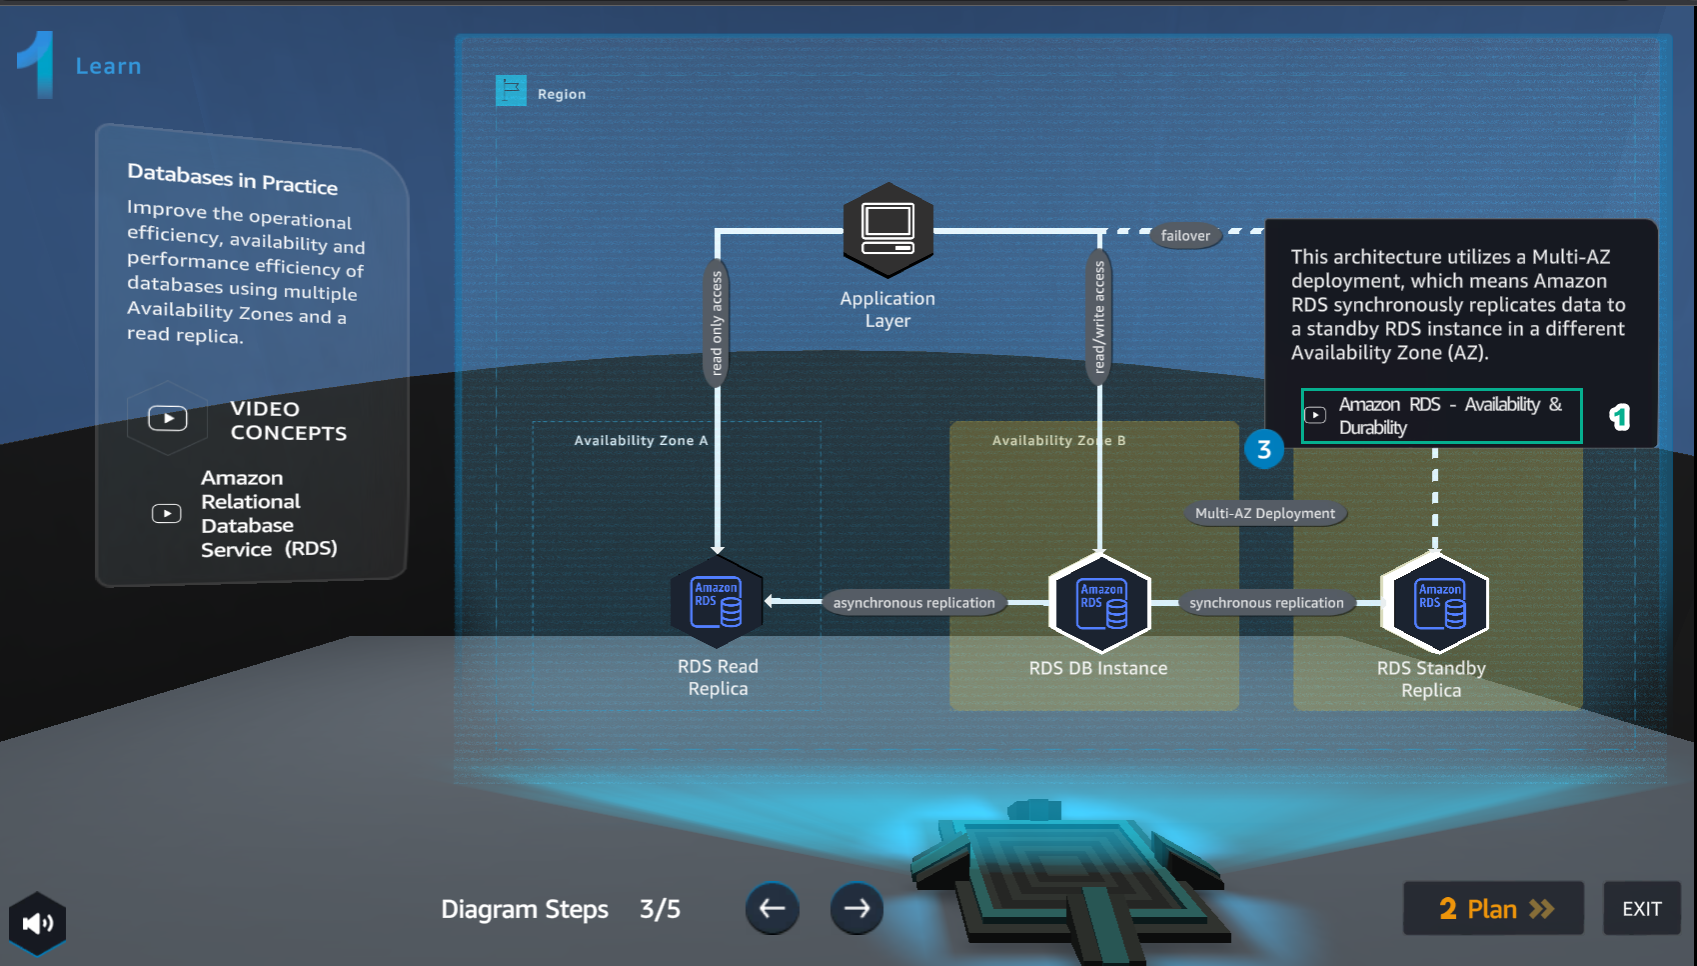 1 Learn
Databases in Practice
Improve the operational
efficiency, availability and
performance efficiency of
databases using multiple
Availability Zones and a
read replica.
VIDEO
CONCEPTS
Amazon
Relational
Database
Service (RDS)
Region
Application
Layer
failover
read only access
read/write access
This architecture utilizes a Multi-AZ
deployment, which means Amazon
RDS synchronously replicates data to
a standby RDS instance in a different
Availability Zone (AZ).
Amazon RDS - Availability &
Durability
1
3
Availability Zone A
Availability Zone B
Multi-AZ Deployment
Amazon
RDS
asynchronous replication
Amazon
RDS
synchronous replication
Amazon
RDS
RDS Read
Replica
RDS DB Instance
RDS Standby
Replica
Diagram Steps 3/5
2 Plan
EXIT